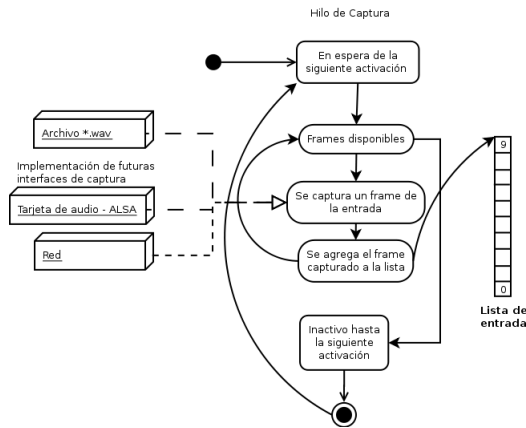 Hilo de Captura
En espera de la
siguiente activación
Archivo *.wav
Frames disponibles
Implementación de futuras
interfaces de captura
Tarjeta de audio - ALSA
Se captura un frame de
la entrada
Red
Se agrega el frame
capturado a la lista
9
0
Lista de
entrada
Inactivo hasta
la siguiente
activación